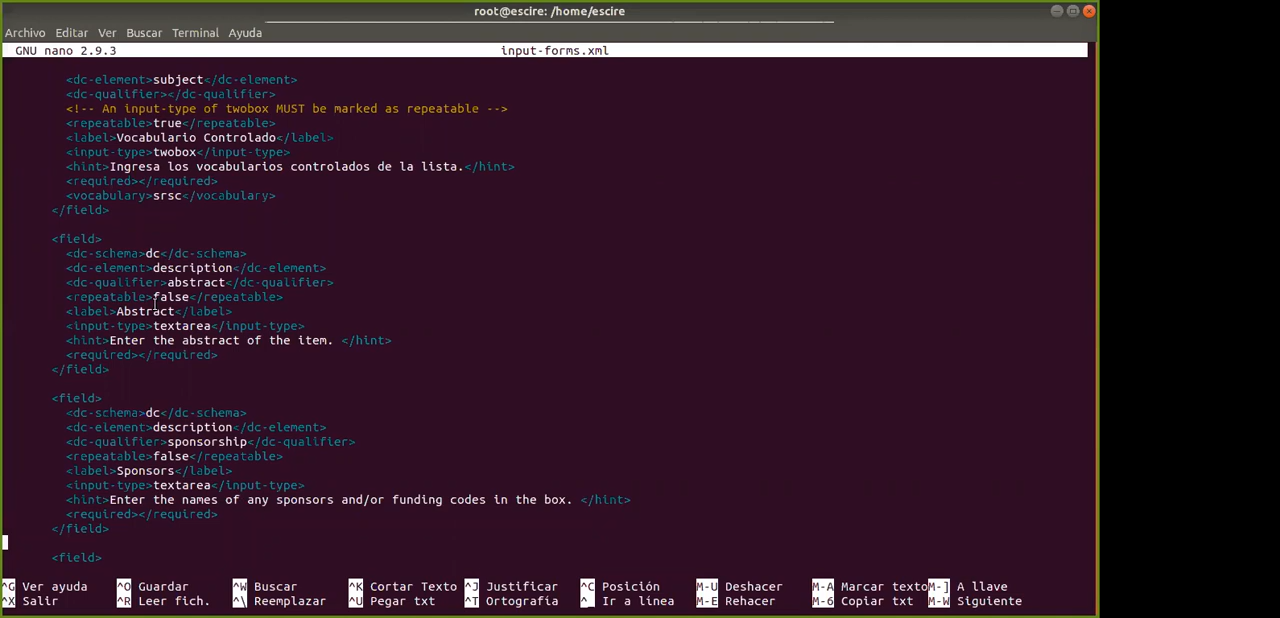 root@escire: /home/escire
Archivo Editar Ver Buscar Terminal Ayuda
GNU nano 2.9.3 input-forms.xml
<dc-element>subject</dc-element>
<dc-qualifier></dc-qualifier>
<!-- An input-type of twobox MUST be marked as repeatable -->
<repeatable>true</repeatable>
<label>Vocabulario Controlado</label>
<input-type>twobox</input-type>
<hint>Ingresa los vocabularios controlados de la lista.</hint>
<required></required>
<vocabulary>srsc</vocabulary>
</field>
<field>
<dc-schema>dc</dc-schema>
<dc-element>description</dc-element>
<dc-qualifier>abstract</dc-qualifier>
<repeatable>false</repeatable>
<label>Abstract</label>
<input-type>textarea</input-type>
<hint>Enter the abstract of the item. </hint>
<required></required>
</field>
<field>
<dc-schema>dc</dc-schema>
<dc-element>description</dc-element>
<dc-qualifier>sponsorship</dc-qualifier>
<repeatable>false</repeatable>
<label>Sponsors</label>
<input-type>textarea</input-type>
<hint>Enter the names of any sponsors and/or funding codes in the box. </hint>
<required></required>
</field>
<field>
^G Ver ayuda ^O Guardar ^W Buscar ^K Cortar Texto ^J Justificar ^C Posición M-U Deshacer M-A Marcar texto M-] A llave
^X Salir ^R Leer fich. ^\ Reemplazar ^U Pegar txt ^T Ortografía ^_ Ir a línea M-E Rehacer M-6 Copiar txt M-W Siguiente